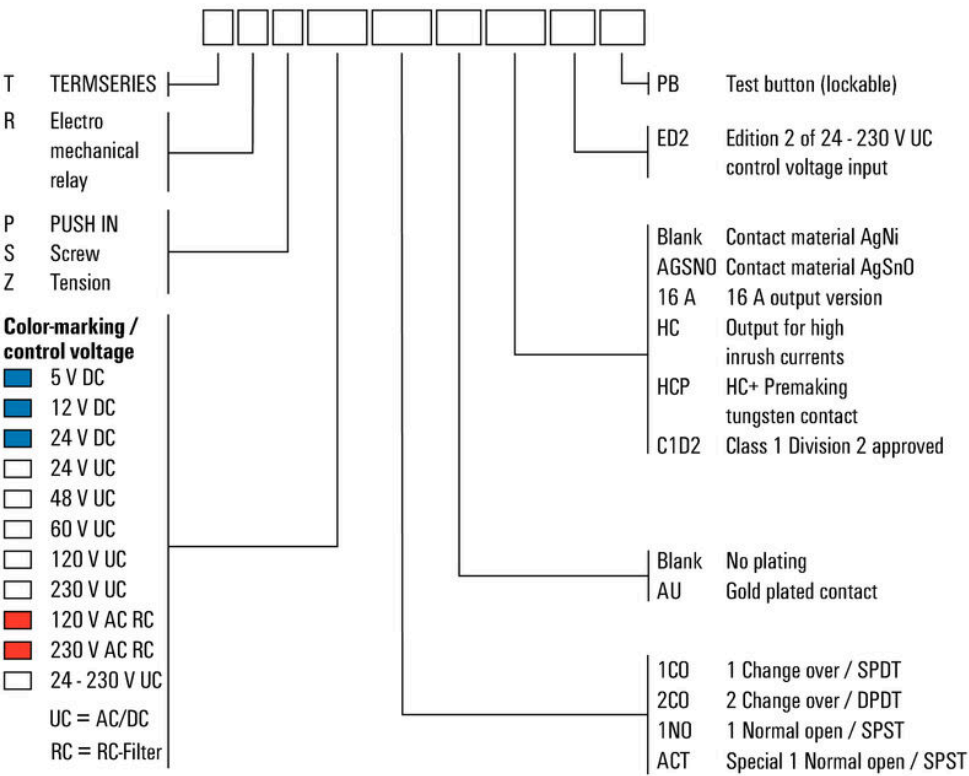 T TERMSERIES
R Electro
mechanical
relay
P PUSH IN
S Screw
Z Tension
Color-marking /
control voltage
5 V DC
12 V DC
24 V DC
24 V UC
48 V UC
60 V UC
120 V UC
230 V UC
120 V AC RC
230 V AC RC
24 - 230 V UC
UC = AC/DC
RC = RC-Filter
PB Test button (lockable)
ED2 Edition 2 of 24 - 230 V UC
control voltage input
Blank Contact material AgNi
AGSNO Contact material AgSnO
16 A 16 A output version
HC Output for high
inrush currents
HCP HC+ Premaking
tungsten contact
C1D2 Class 1 Division 2 approved
Blank No plating
AU Gold plated contact
1CO 1 Change over / SPDT
2CO 2 Change over / DPDT
1NO 1 Normal open / SPST
ACT Special 1 Normal open / SPST